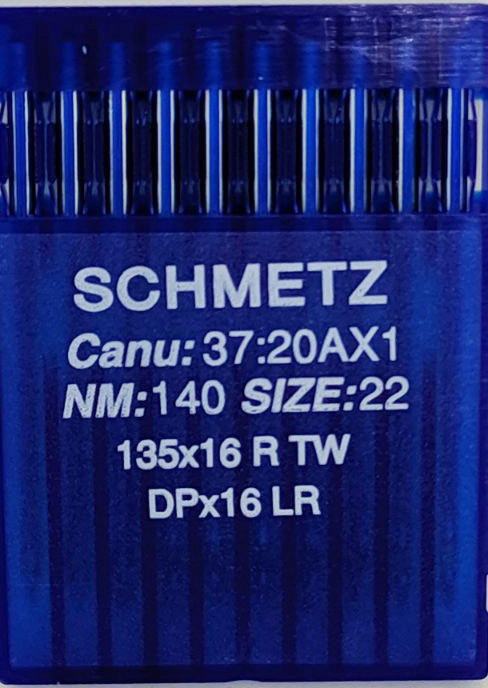 SCHMETZ
Canu: 37:20AX1
NM:140 SIZE:22
135x16 R TW
DPx16 LR